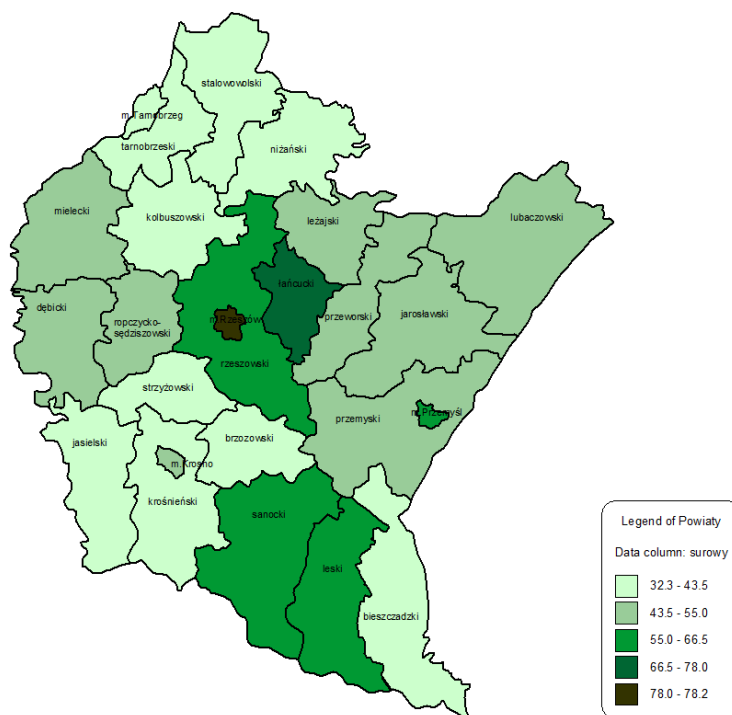 stalowowolski
m.Tarnobrzeg
tarnobrzeski
niżański
mielecki
kolbuszowski
leżajski
lubaczowski
łańcucki
dębicki
ropczycko-
sędziszowski
m.Rzeszów
przeworski
jarosławski
rzeszowski
strzyżowski
przemyski
m.Przemyśl
jasielski
brzozowski
m.Krosno
krośnieński
sanocki
leski
bieszczadzki
Legend of Powiaty
Data column: surowy
32.3 - 43.5
43.5 - 55.0
55.0 - 66.5
66.5 - 78.0
78.0 - 78.2